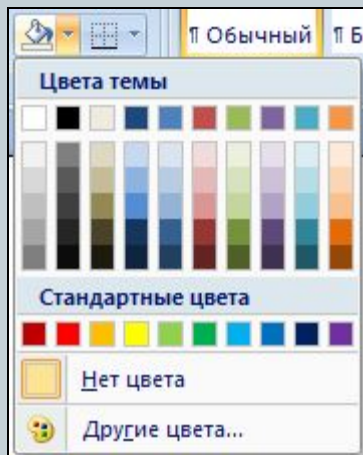 ¶ Обычный ¶ Б
Цвета темы
Стандартные цвета
Нет цвета
Другие цвета...